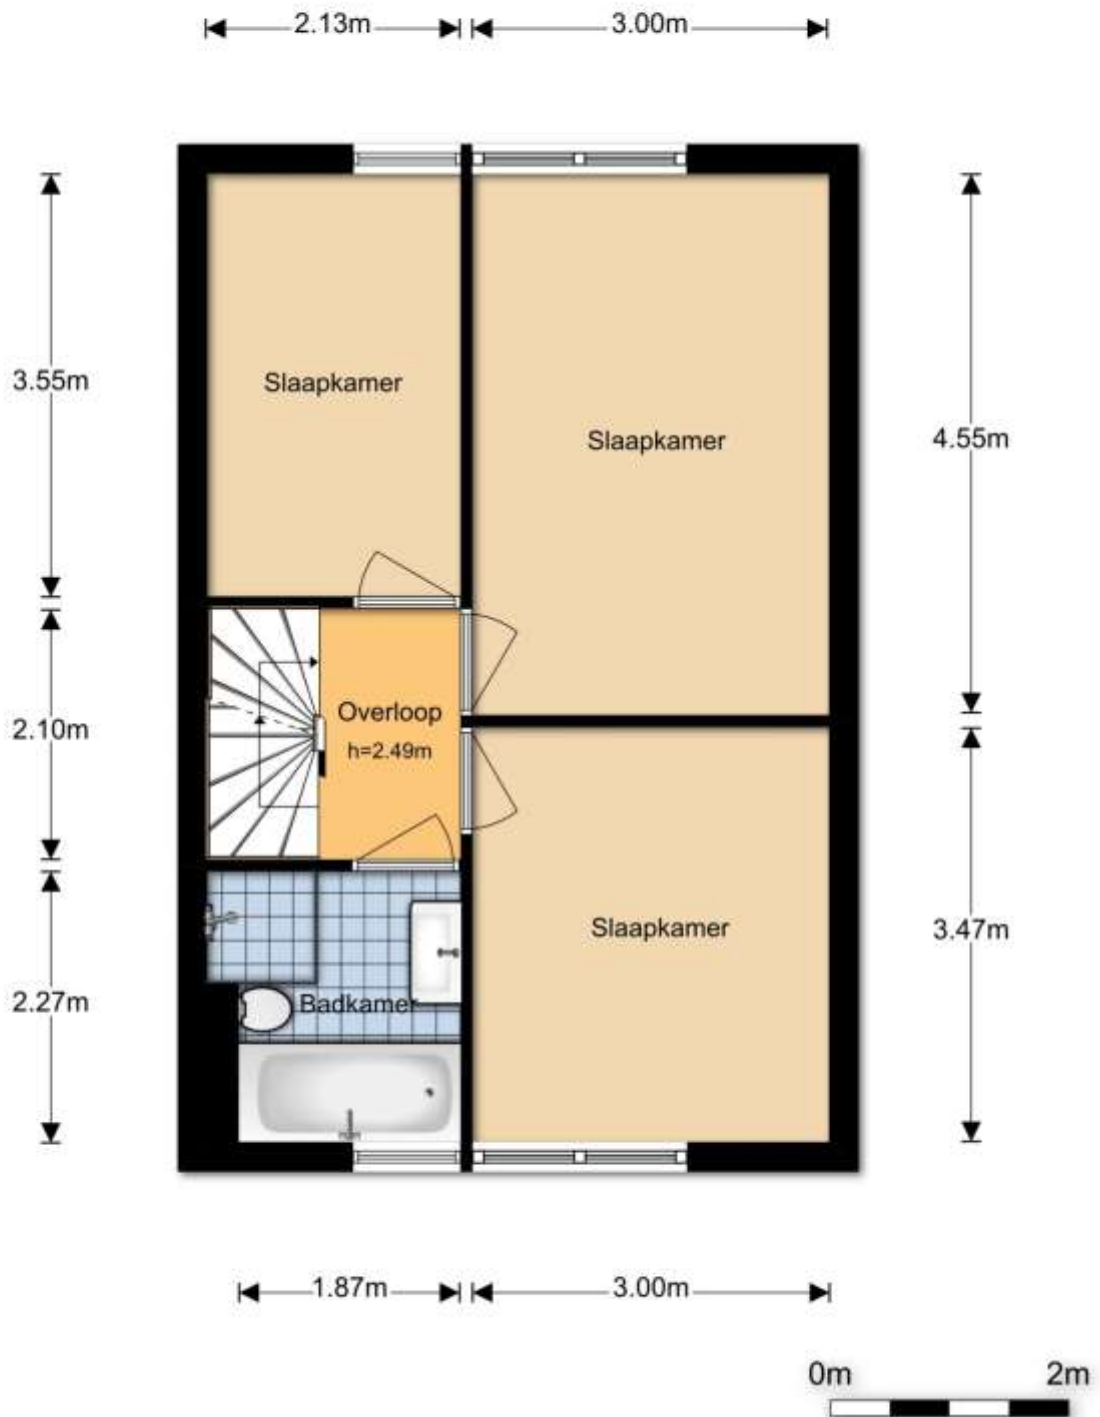 2.13m
3.00m
3.55m
Slaapkamer
Slaapkamer
4.55m
2.10m
Overloop
h=2.49m
Slaapkamer
3.47m
2.27m
Badkamer
1.87m
3.00m
0m
2m